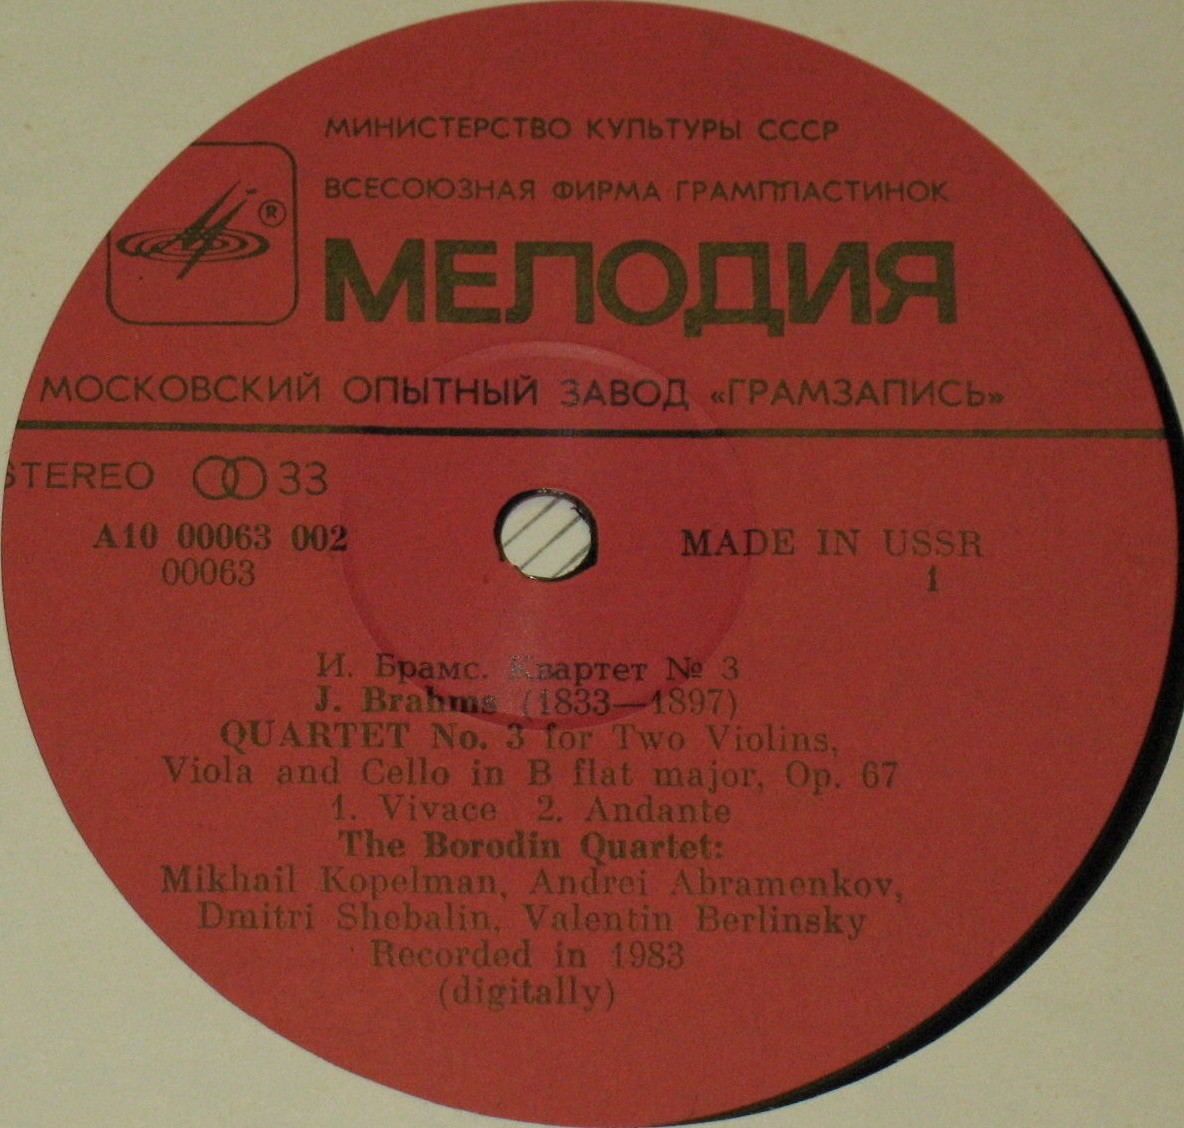 МИНИСТЕРСТВО КУЛЬТУРЫ СССР
ВСЕСОЮЗНАЯ ФИРМА ГРАМПЛАСТИНОК
®
МЕЛОДИЯ
МОСКОВСКИЙ ОПЫТНЫЙ ЗАВОД «ГРАМЗАПИСЬ»
STEREO 33
А10 00063 002 MADE IN USSR
00063 1
И. Брамс. Квартет № 3
J. Brahms (1833—1897)
QUARTET No. 3 for Two Violins,
Viola and Cello in B flat major, Op. 67
1. Vivace 2. Andante
The Borodin Quartet:
Mikhail Kopelman, Andrei Abramenkov,
Dmitri Shebalin, Valentin Berlinsky
Recorded in 1983
(digitally)